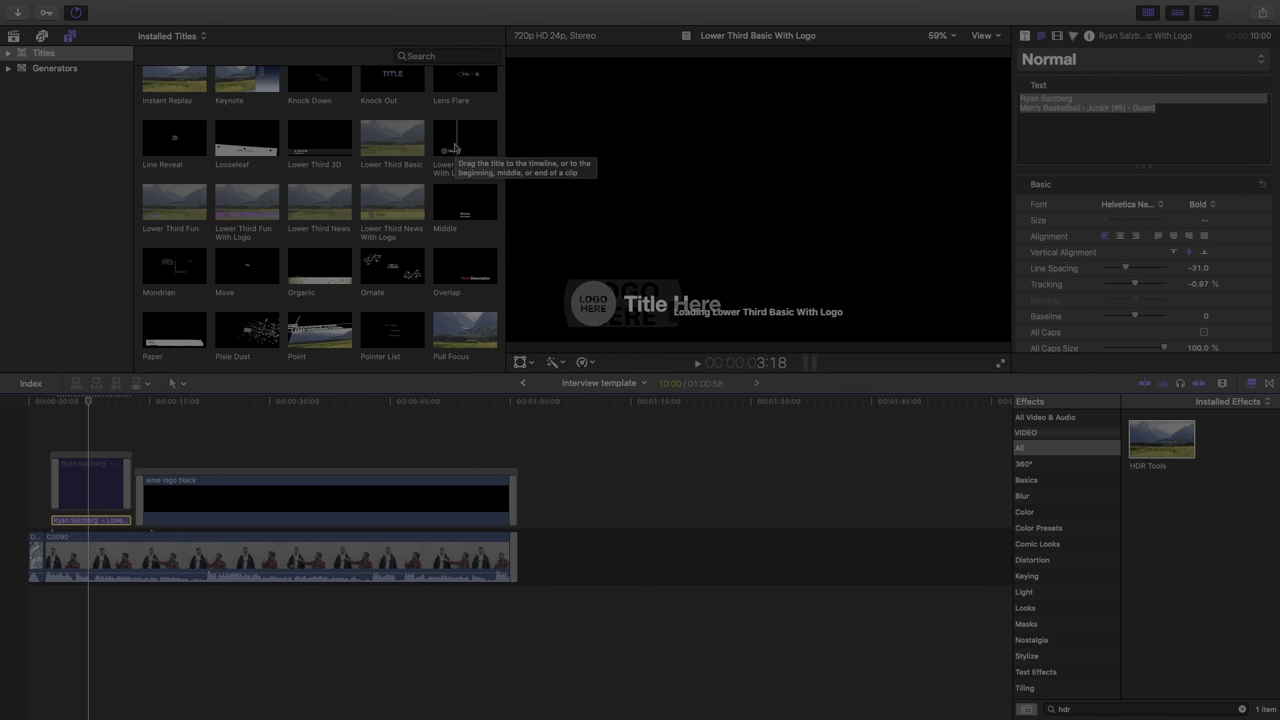 Installed Titles
720p HD 24p, Stereo
Lower Third Basic With Logo
59%
View
Ryan Salzb...ic With Logo
00:00:10:00
Titles
Generators
Search
Normal
Instant Replay
Keynote
Knock Down
Knock Out
Lens Flare
TITLE
Text
Ryan Salzberg
Men's Basketball - Junior (#5) - Guard
Line Reveal
Looseleaf
Lower Third 3D
Lower Third Basic
Lower
With L
Drag the title to the timeline, or to the
beginning, middle, or end of a clip
Lower Third Fun
Lower Third Fun
With Logo
Lower Third News
Lower Third News
With Logo
Middle
Mondrian
Move
Organic
Ornate
Overlap
Paper
Pixie Dust
Point
Pointer List
Pull Focus
LOGO
HERE
LOGO
HERE
Title Here
Loading Lower Third Basic With Logo
00:00:03:18
Basic
Font
Helvetica Ne...
Bold
Size
--
Alignment
Vertical Alignment
Line Spacing
-31.0
Tracking
-0.97 %
Kerning
Baseline
0
All Caps
All Caps Size
100.0 %
Index
Interview template
10:00 / 01:00:58
00:00:00:00
00:00:15:00
00:00:30:00
00:00:45:00
00:01:00:00
00:01:15:00
00:01:30:00
00:01:45:00
00:0
Ryan Salzberg -...
Ryan Salzberg - Lowe...
wme logo black
D...
C0090
Effects
Installed Effects
All Video & Audio
VIDEO
All
360°
Basics
Blur
Color
Color Presets
Comic Looks
Distortion
Keying
Light
Looks
Masks
Nostalgia
Stylize
Text Effects
Tiling
HDR Tools
hdr
1 item